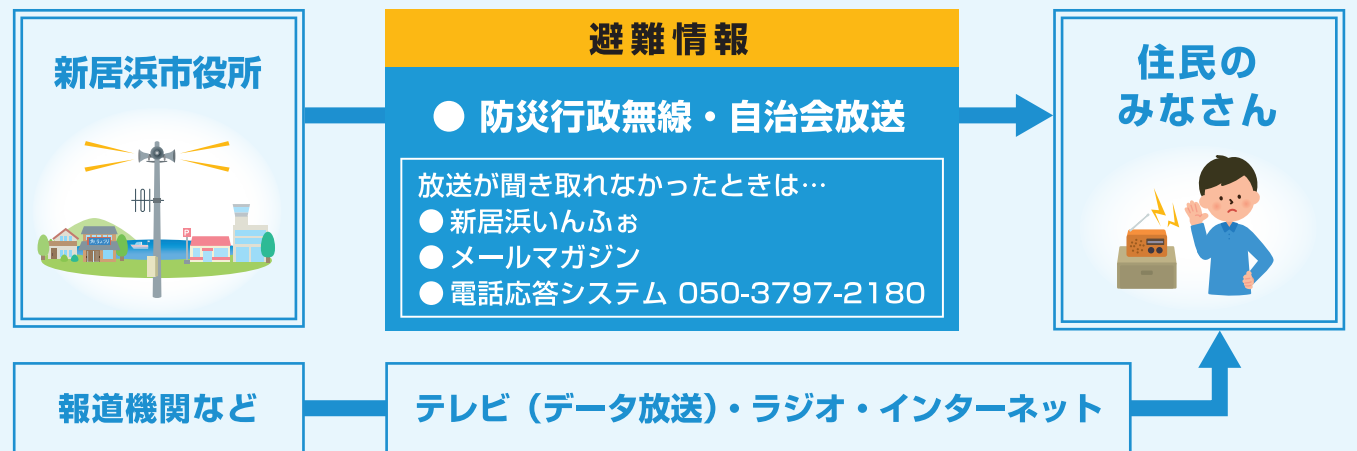 新居浜市役所
避難情報
● 防災行政無線・自治会放送
放送が聞き取れなかったときは…
● 新居浜いんふぉ
● メールマガジン
● 電話応答システム 050-3797-2180
住民の
みなさん
P
報道機関など
テレビ（データ放送）・ラジオ・インターネット